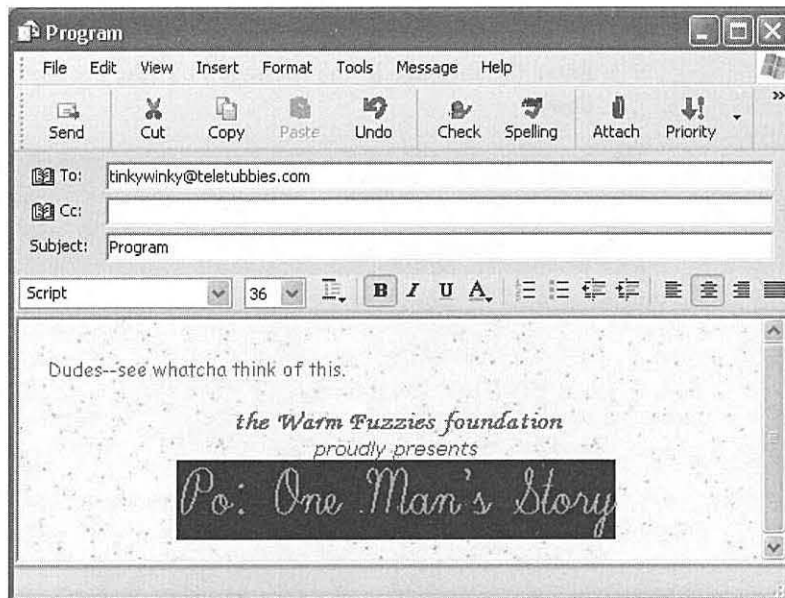 Program
File Edit View Insert Format Tools Message Help
Send Cut Copy Paste Undo Check Spelling Attach Priority »
To: tinkywinky@teletubbies.com
Cc:
Subject: Program
Script 36 B I U A
Dudes--see whatcha think of this.
the Warm Fuzzies foundation
proudly presents
Po: One Man's Story